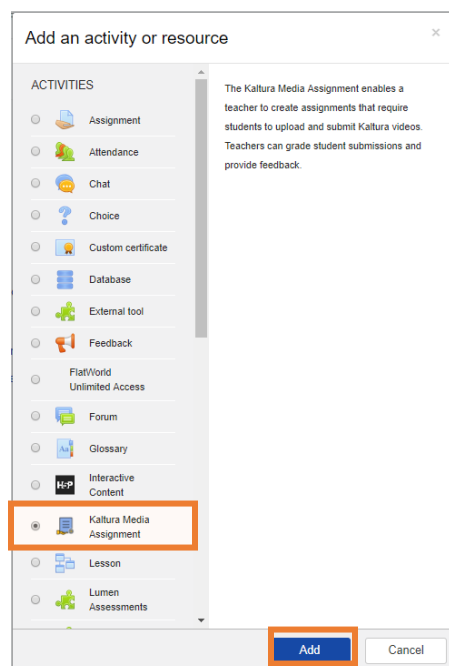 Add an activity or resource
×
ACTIVITIES
Assignment
Attendance
Chat
Choice
Custom certificate
Database
External tool
Feedback
FlatWorld
Unlimited Access
Forum
Aa
Glossary
H5P
Interactive
Content
Kaltura Media
Assignment
Lesson
Lumen
Assessments
The Kaltura Media Assignment enables a
teacher to create assignments that require
students to upload and submit Kaltura videos.
Teachers can grade student submissions and
provide feedback.
Add
Cancel